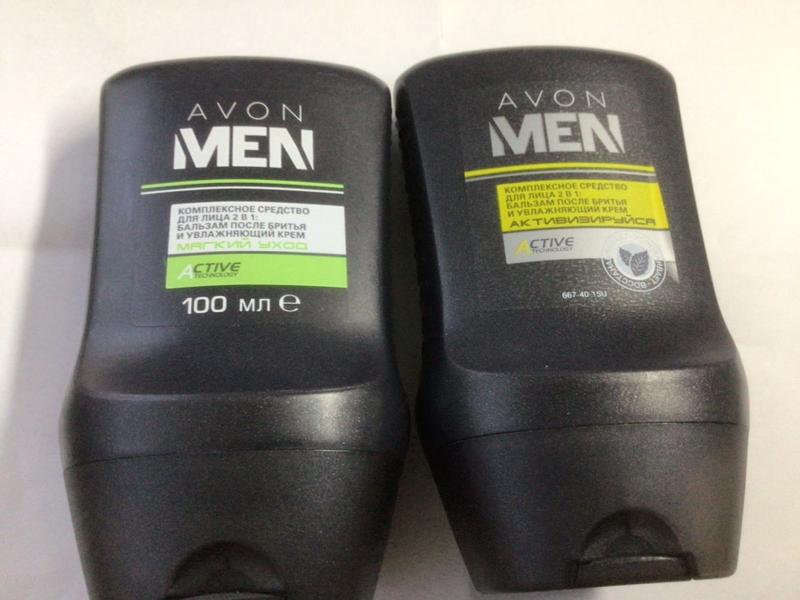 AVON
MEN
КОМПЛЕКСНОЕ СРЕДСТВО
ДЛЯ ЛИЦА 2 В 1:
БАЛЬЗАМ ПОСЛЕ БРИТЬЯ
И УВЛАЖНЯЮЩИЙ КРЕМ
МЯГКИЙ УХОД
ACTIVE
TECHNOLOGY
100 мл е
AVON
MEN
КОМПЛЕКСНОЕ СРЕДСТВО
ДЛЯ ЛИЦА 2 В 1:
БАЛЬЗАМ ПОСЛЕ БРИТЬЯ
И УВЛАЖНЯЮЩИЙ КРЕМ
АКТИВИЗИРУЙСЯ
ACTIVE
TECHNOLOGY
667-40-15U